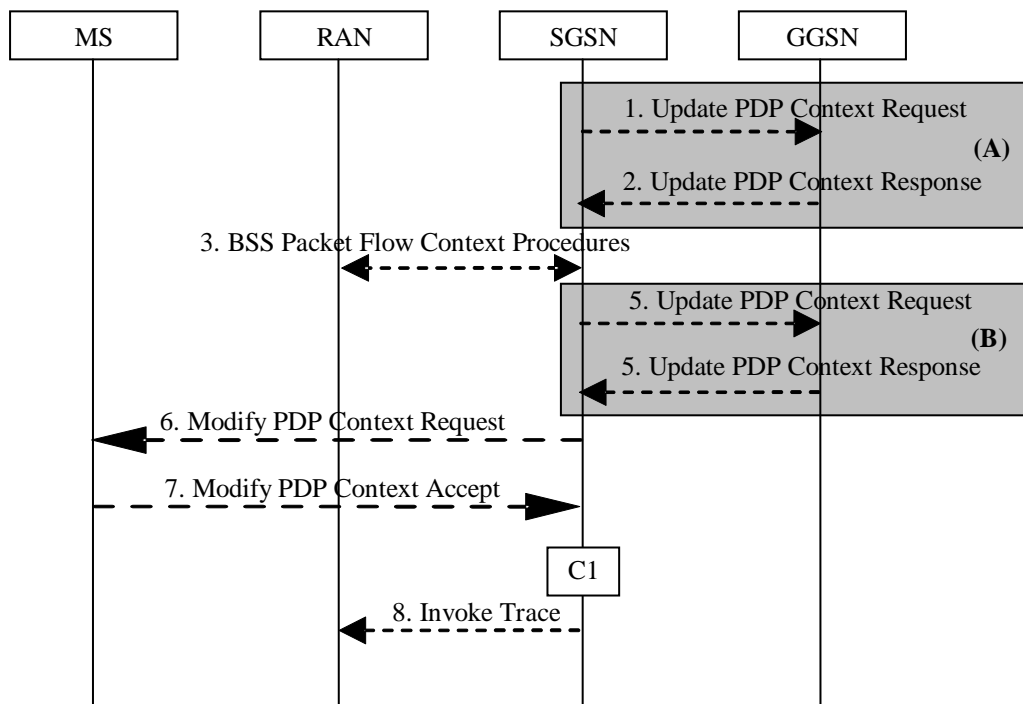 MS
RAN
SGSN
GGSN
1. Update PDP Context Request
(A)
2. Update PDP Context Response
3. BSS Packet Flow Context Procedures
5. Update PDP Context Request
(B)
5. Update PDP Context Response
6. Modify PDP Context Request
7. Modify PDP Context Accept
C1
8. Invoke Trace